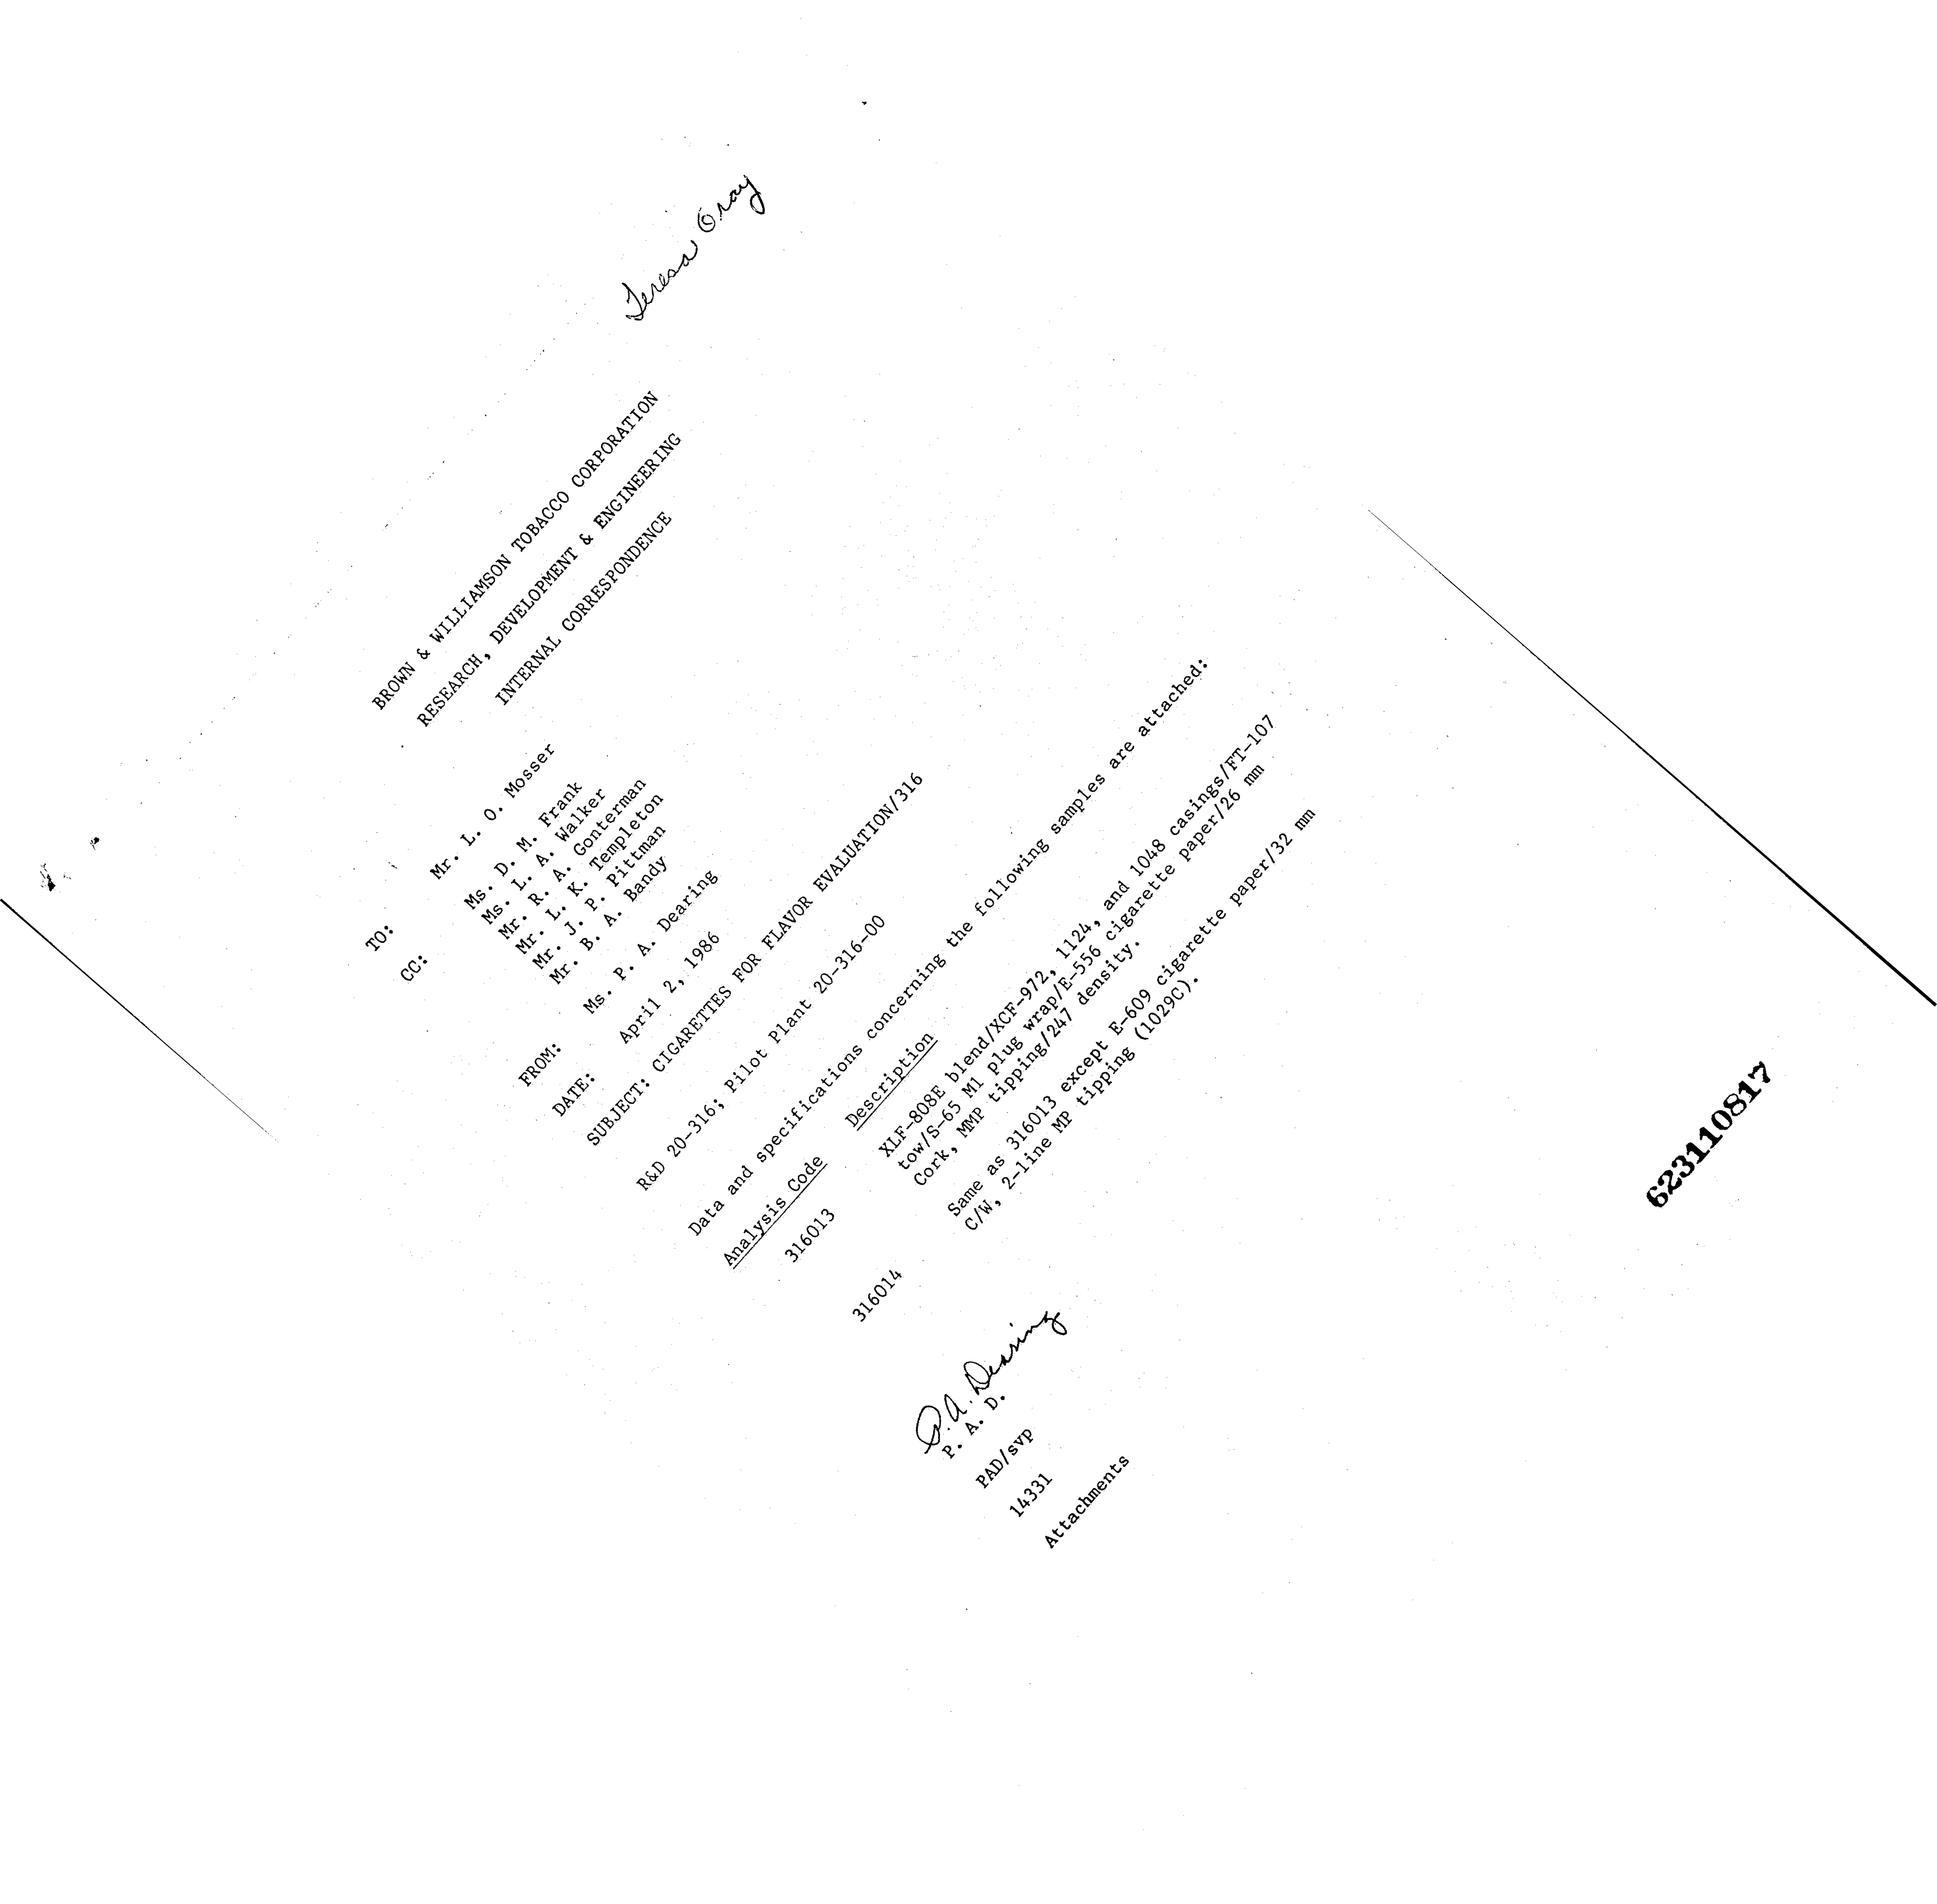 Teresa Gray
BROWN & WILLIAMSON TOBACCO CORPORATION
RESEARCH, DEVELOPMENT & ENGINEERING
INTERNAL CORRESPONDENCE
TO: Mr. L. O. Mosser
CC: Ms. D. M. Frank
Ms. L. A. Walker
Mr. R. A. Gonterman
Mr. L. K. Templeton
Mr. J. P. Pittman
Mr. B. A. Bandy
FROM: Ms. P. A. Dearing
DATE: April 2, 1986
SUBJECT: CIGARETTES FOR FLAVOR EVALUATION/316
R&D 20-316; Pilot Plant 20-316-00
Data and specifications concerning the following samples are attached:
Analysis Code Description
316013 XLF-808E blend/XCF-972, 1124, and 1048 casings/FT-107
tow/S-65 M1 plug wrap/E-556 cigarette paper/26 mm
Cork, MMP tipping/247 density.
316014 Same as 316013 except E-609 cigarette paper/32 mm
C/W, 2-line MP tipping (1029C).
P.A. Dearing
P. A. D.
PAD/svp
14331
Attachments
623110817